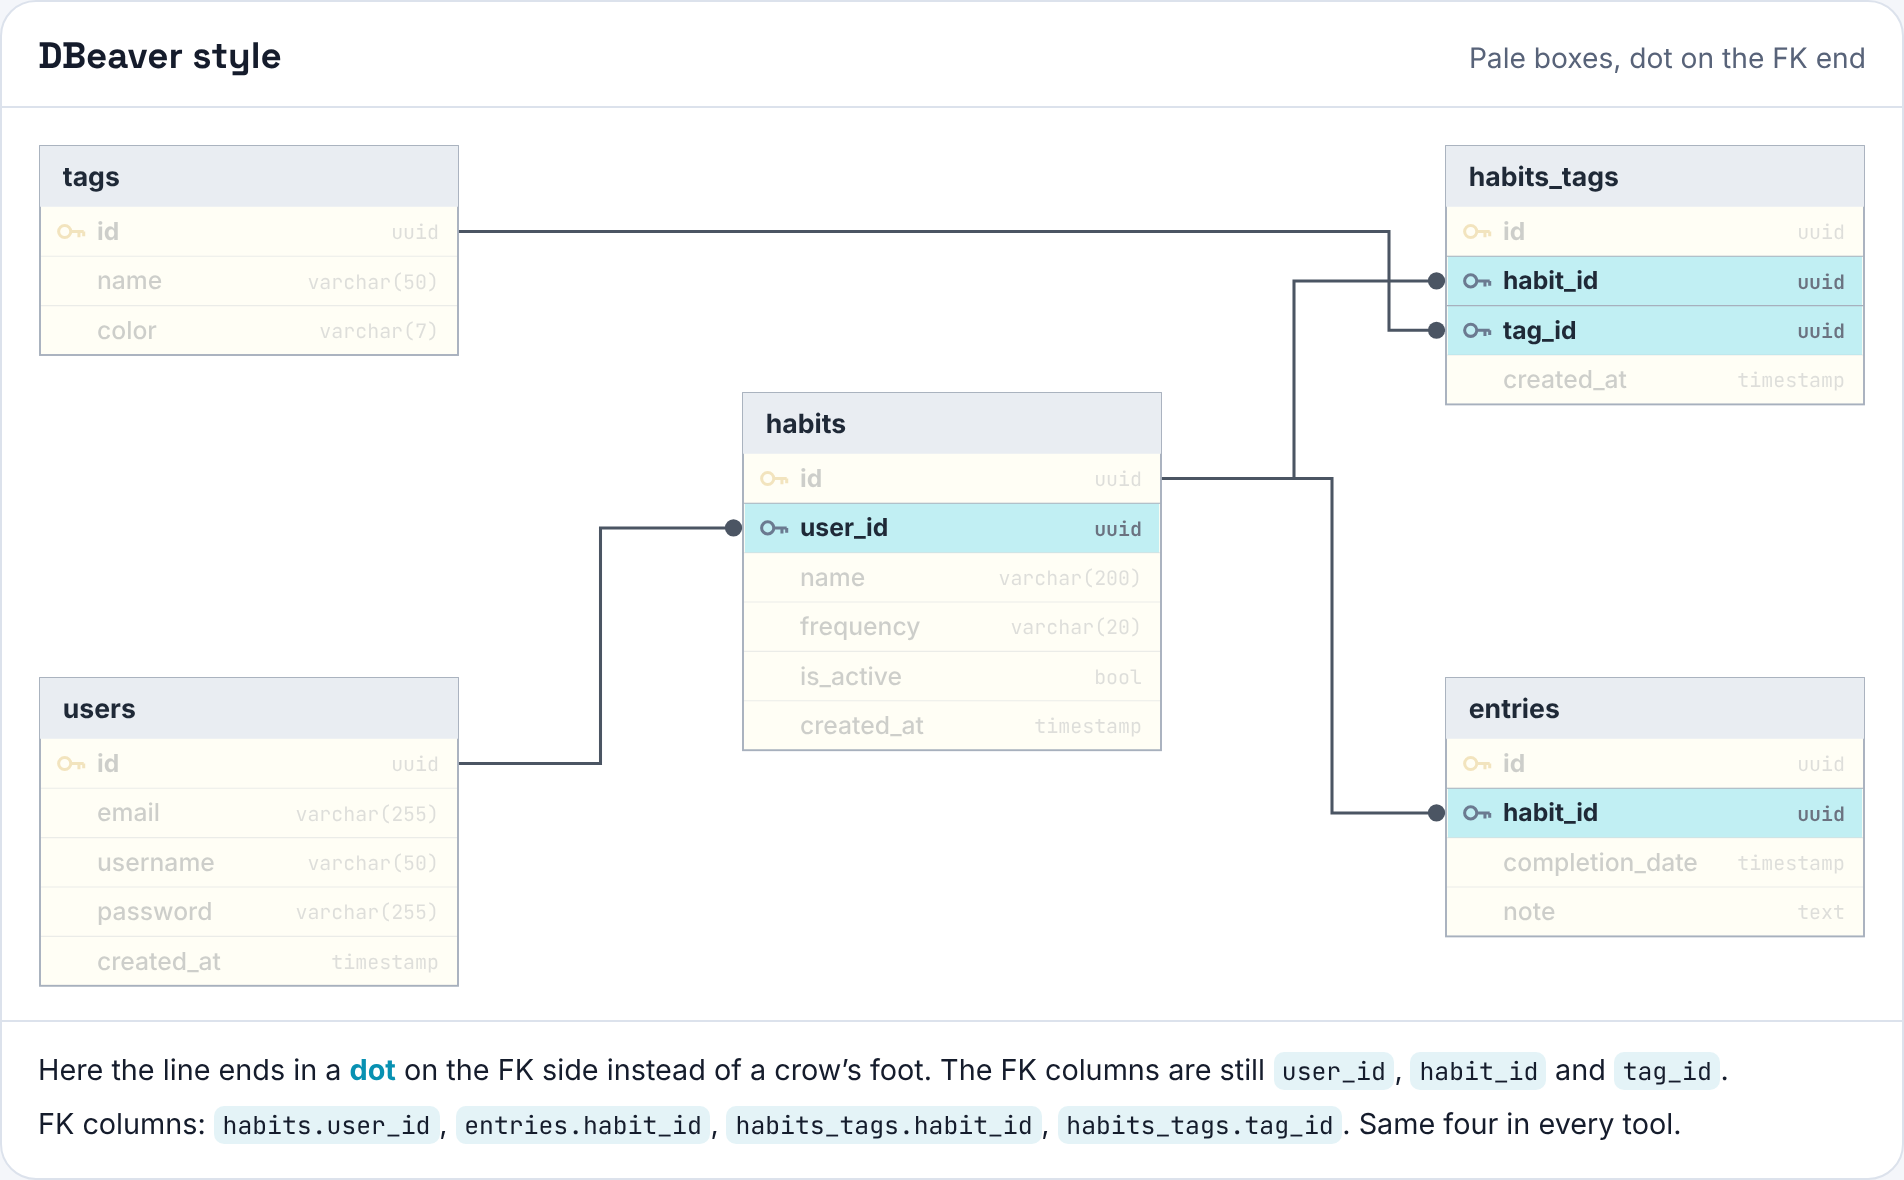 DBeaver style
Pale boxes, dot on the FK end
tags
id uuid
name varchar(50)
color varchar(7)
habits_tags
id uuid
habit_id uuid
tag_id uuid
created_at timestamp
habits
id uuid
user_id uuid
name varchar(200)
frequency varchar(20)
is_active bool
created_at timestamp
users
id uuid
email varchar(255)
username varchar(50)
password varchar(255)
created_at timestamp
entries
id uuid
habit_id uuid
completion_date timestamp
note text
Here the line ends in a dot on the FK side instead of a crow’s foot. The FK columns are still user_id, habit_id and tag_id.
FK columns: habits.user_id, entries.habit_id, habits_tags.habit_id, habits_tags.tag_id. Same four in every tool.